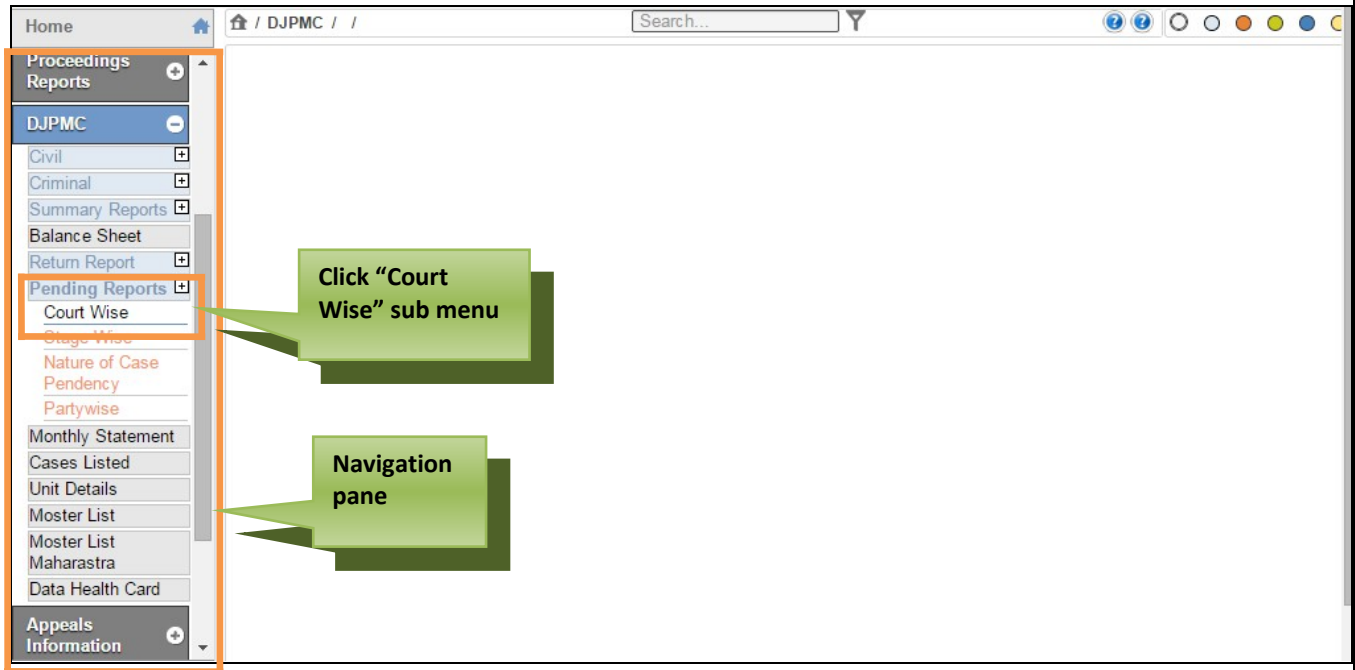 Home
/ DJPMC / /
Search...
Proceedings
Reports
DJPMC
Civil
Criminal
Summary Reports
Balance Sheet
Return Report
Pending Reports
Court Wise
Stage Wise
Nature of Case
Pendency
Partywise
Monthly Statement
Cases Listed
Unit Details
Moster List
Moster List
Maharastra
Data Health Card
Appeals
Information
Click “Court
Wise” sub menu
Navigation
pane